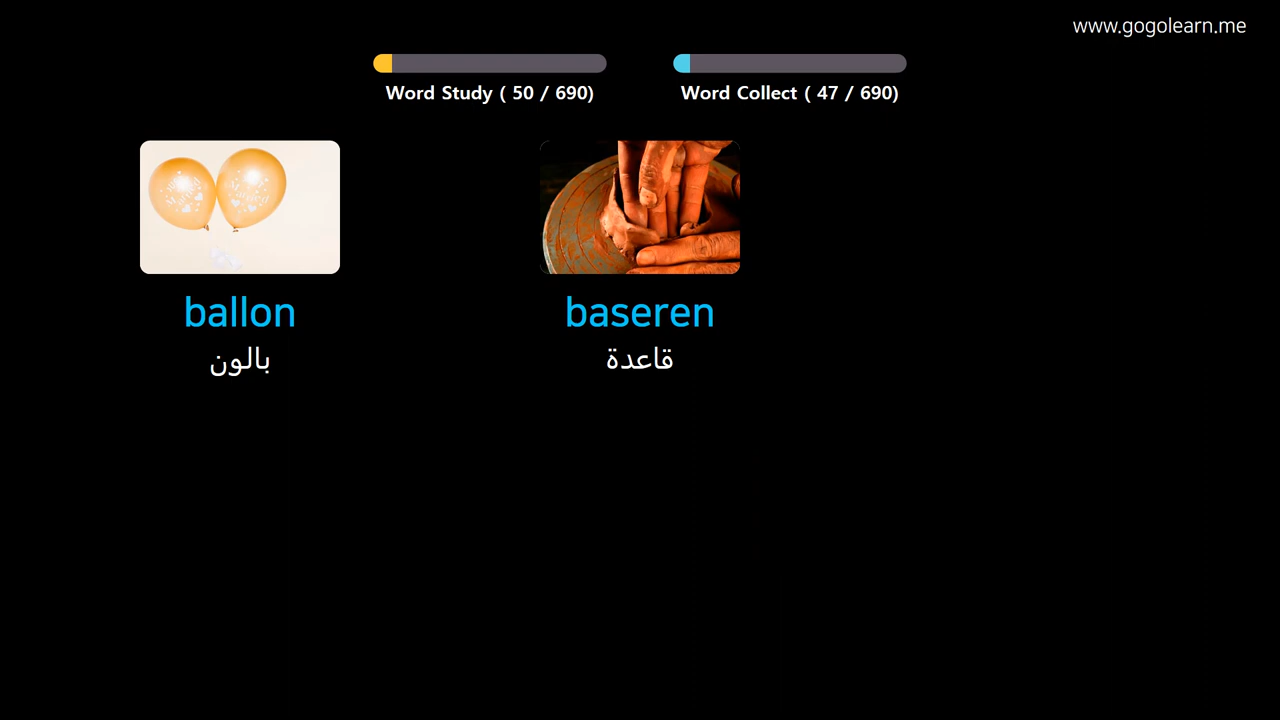 www.gogolearn.me
Word Study ( 50 / 690)
Word Collect ( 47 / 690)
ballon
بالون
baseren
قاعدة